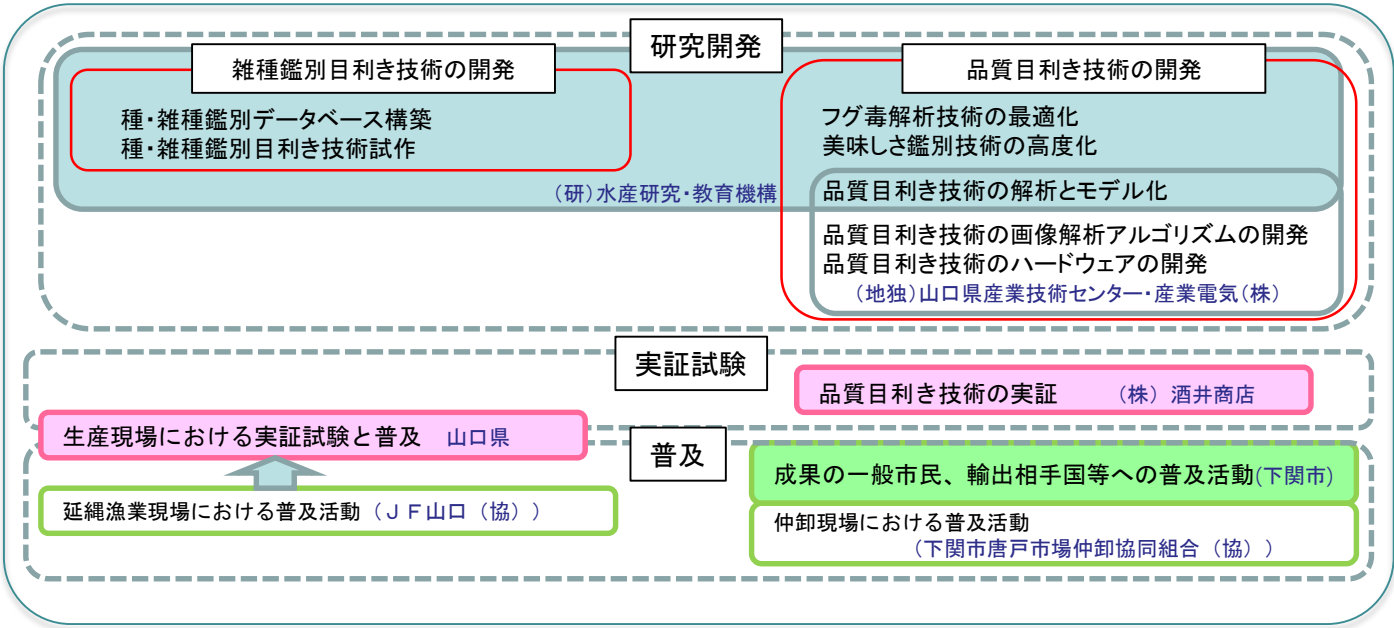 研究開発
雑種鑑別目利き技術の開発
種・雑種鑑別データベース構築
種・雑種鑑別目利き技術試作
(研)水産研究・教育機構
品質目利き技術の開発
フグ毒解析技術の最適化
美味しさ鑑別技術の高度化
品質目利き技術の解析とモデル化
品質目利き技術の画像解析アルゴリズムの開発
品質目利き技術のハードウェアの開発
(地独)山口県産業技術センター・産業電気(株)
実証試験
品質目利き技術の実証 (株) 酒井商店
生産現場における実証試験と普及 山口県
普及
延縄漁業現場における普及活動(JF山口(協))
成果の一般市民、輸出相手国等への普及活動(下関市)
仲卸現場における普及活動
(下関市唐戸市場仲卸協同組合(協))